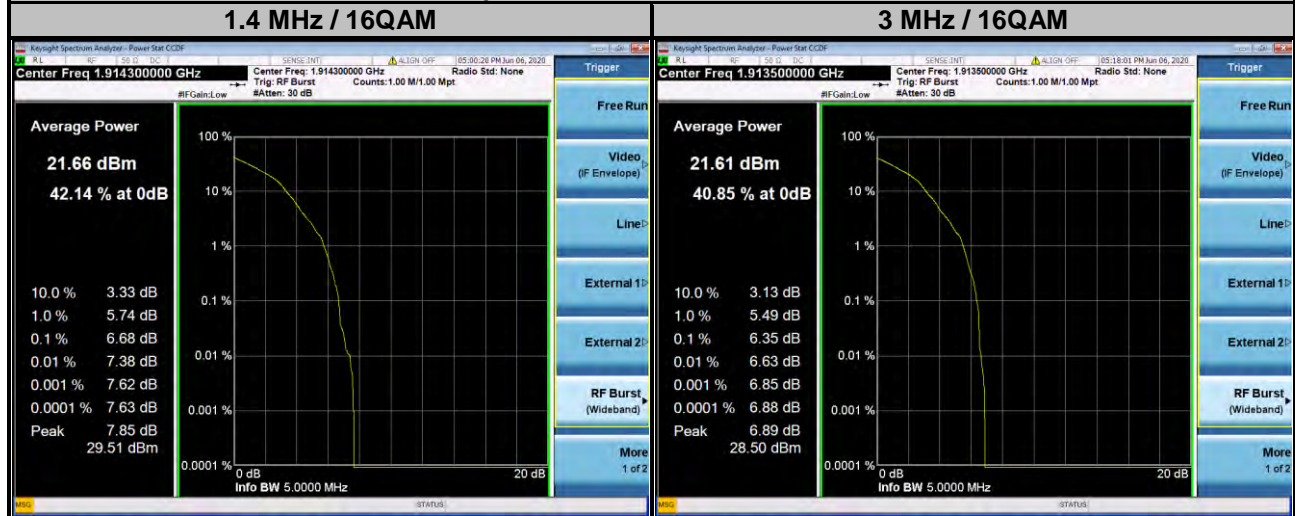 1.4 MHz / 16QAM
Keysight Spectrum Analyzer - Power Stat CCDF
RL RF 50 Ω DC SENSE:INT ALIGN OFF 05:00:28 PM Jun 06, 2020
Center Freq 1.914300000 GHz
Center Freq: 1.914300000 GHz Radio Std: None
Trig: RF Burst Counts:1.00 M/1.00 Mpt
#IFGain:Low #Atten: 30 dB
Average Power
21.66 dBm
42.14 % at 0dB
10.0 % 3.33 dB
1.0 % 5.74 dB
0.1 % 6.68 dB
0.01 % 7.38 dB
0.001 % 7.62 dB
0.0001 % 7.63 dB
Peak 7.85 dB
29.51 dBm
100 %
10 %
1 %
0.1 %
0.01 %
0.001 %
0.0001 %
0 dB 20 dB
Info BW 5.0000 MHz
Trigger
Free Run
Video
(IF Envelope)
Line
External 1
External 2
RF Burst
(Wideband)
More
1 of 2
MSG STATUS
3 MHz / 16QAM
Keysight Spectrum Analyzer - Power Stat CCDF
RL RF 50 Ω DC SENSE:INT ALIGN OFF 05:18:01 PM Jun 06, 2020
Center Freq 1.913500000 GHz
Center Freq: 1.913500000 GHz Radio Std: None
Trig: RF Burst Counts:1.00 M/1.00 Mpt
#IFGain:Low #Atten: 30 dB
Average Power
21.61 dBm
40.85 % at 0dB
10.0 % 3.13 dB
1.0 % 5.49 dB
0.1 % 6.35 dB
0.01 % 6.63 dB
0.001 % 6.85 dB
0.0001 % 6.88 dB
Peak 6.89 dB
28.50 dBm
100 %
10 %
1 %
0.1 %
0.01 %
0.001 %
0.0001 %
0 dB 20 dB
Info BW 5.0000 MHz
Trigger
Free Run
Video
(IF Envelope)
Line
External 1
External 2
RF Burst
(Wideband)
More
1 of 2
MSG STATUS